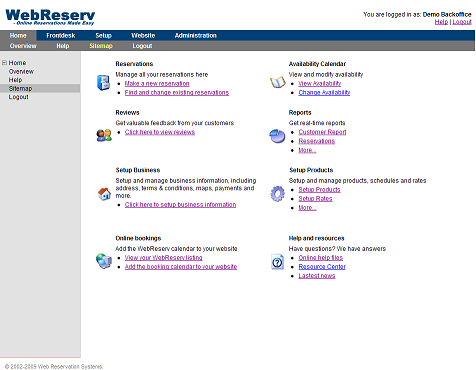 WebReserv
- Online Reservations Made Easy
You are logged in as: Demo Backoffice
Help | Logout
Home Frontdesk Setup Website Administration
Overview Help Sitemap Logout
Home
Overview
Help
Sitemap
Logout
Reservations
Manage all your reservations here
Make a new reservation
Find and change existing reservations
Availability Calendar
View and modify availability
View Availability
Change Availability
Reviews
Get valuable feedback from your customers
Click here to view reviews
Reports
Get real-time reports
Customer Report
Reservations
More...
Setup Business
Setup and manage business information, including
address, terms & conditions, maps, payments and
more.
Click here to setup business information
Setup Products
Setup and manage products, schedules and rates
Setup Products
Setup Rates
More...
Online bookings
Add the WebReserv calendar to your website
View your WebReserv listing
Add the booking calendar to your website
Help and resources
Have questions? We have answers
Online help files
Resource Center
Lastest news
© 2002-2009 Web Reservation Systems.